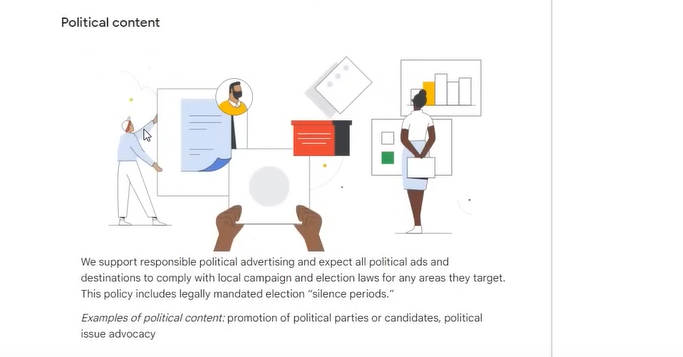 Political content
We support responsible political advertising and expect all political ads and
destinations to comply with local campaign and election laws for any areas they target.
This policy includes legally mandated election “silence periods.”
Examples of political content: promotion of political parties or candidates, political
issue advocacy